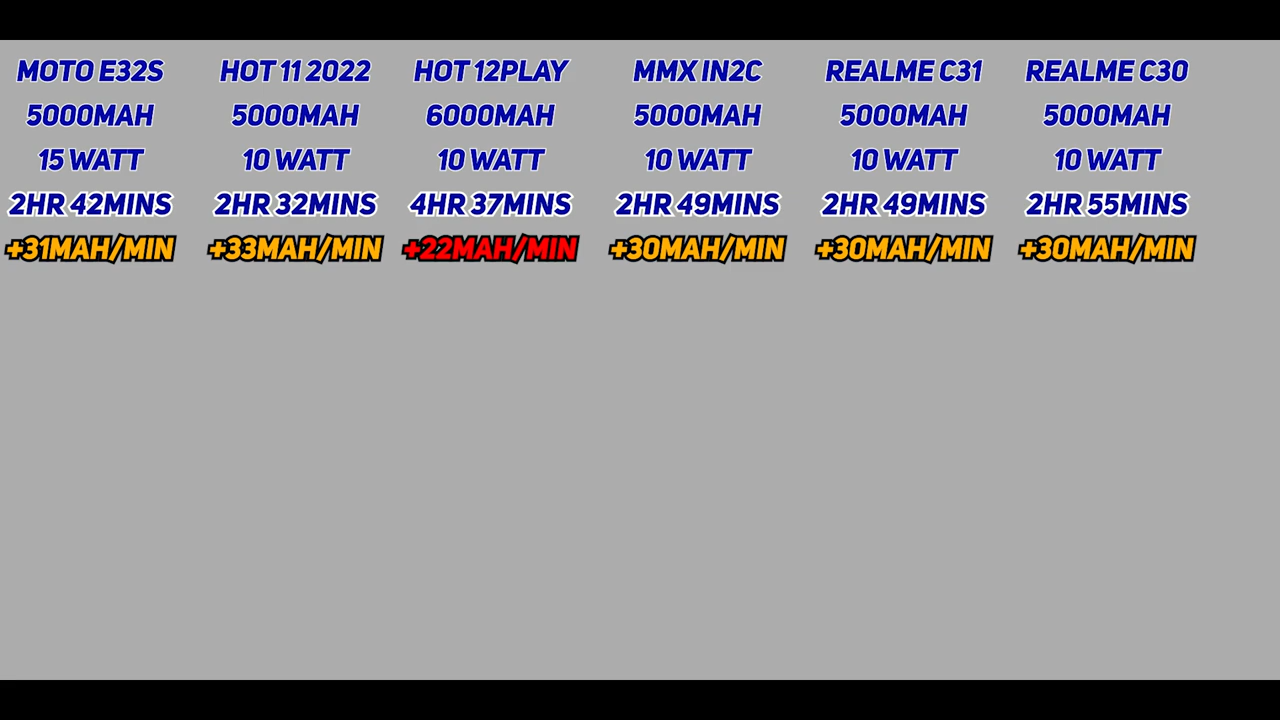 MOTO E32S HOT 11 2022 HOT 12PLAY MMX IN2C REALME C31 REALME C30
5000MAH 5000MAH 6000MAH 5000MAH 5000MAH 5000MAH
15 WATT 10 WATT 10 WATT 10 WATT 10 WATT 10 WATT
2HR 42MINS 2HR 32MINS 4HR 37MINS 2HR 49MINS 2HR 49MINS 2HR 55MINS
+31MAH/MIN +33MAH/MIN +22MAH/MIN +30MAH/MIN +30MAH/MIN +30MAH/MIN